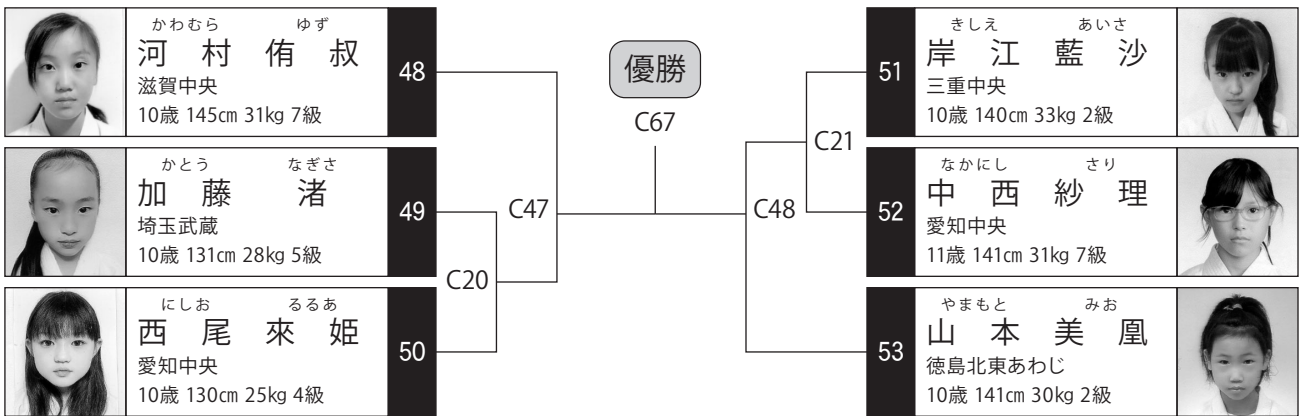 かわむら ゆず
河村侑叔
滋賀中央
10歳 145cm 31kg 7級
48
かとう なぎさ
加藤渚
埼玉武蔵
10歳 131cm 28kg 5級
49
にしお るるあ
西尾來姫
愛知中央
10歳 130cm 25kg 4級
50
C20
C47
優勝
C67
C48
C21
51
きしえ あいさ
岸江藍沙
三重中央
10歳 140cm 33kg 2級
52
なかにし さり
中西紗理
愛知中央
11歳 141cm 31kg 7級
53
やまもと みお
山本美凰
徳島北東あわじ
10歳 141cm 30kg 2級